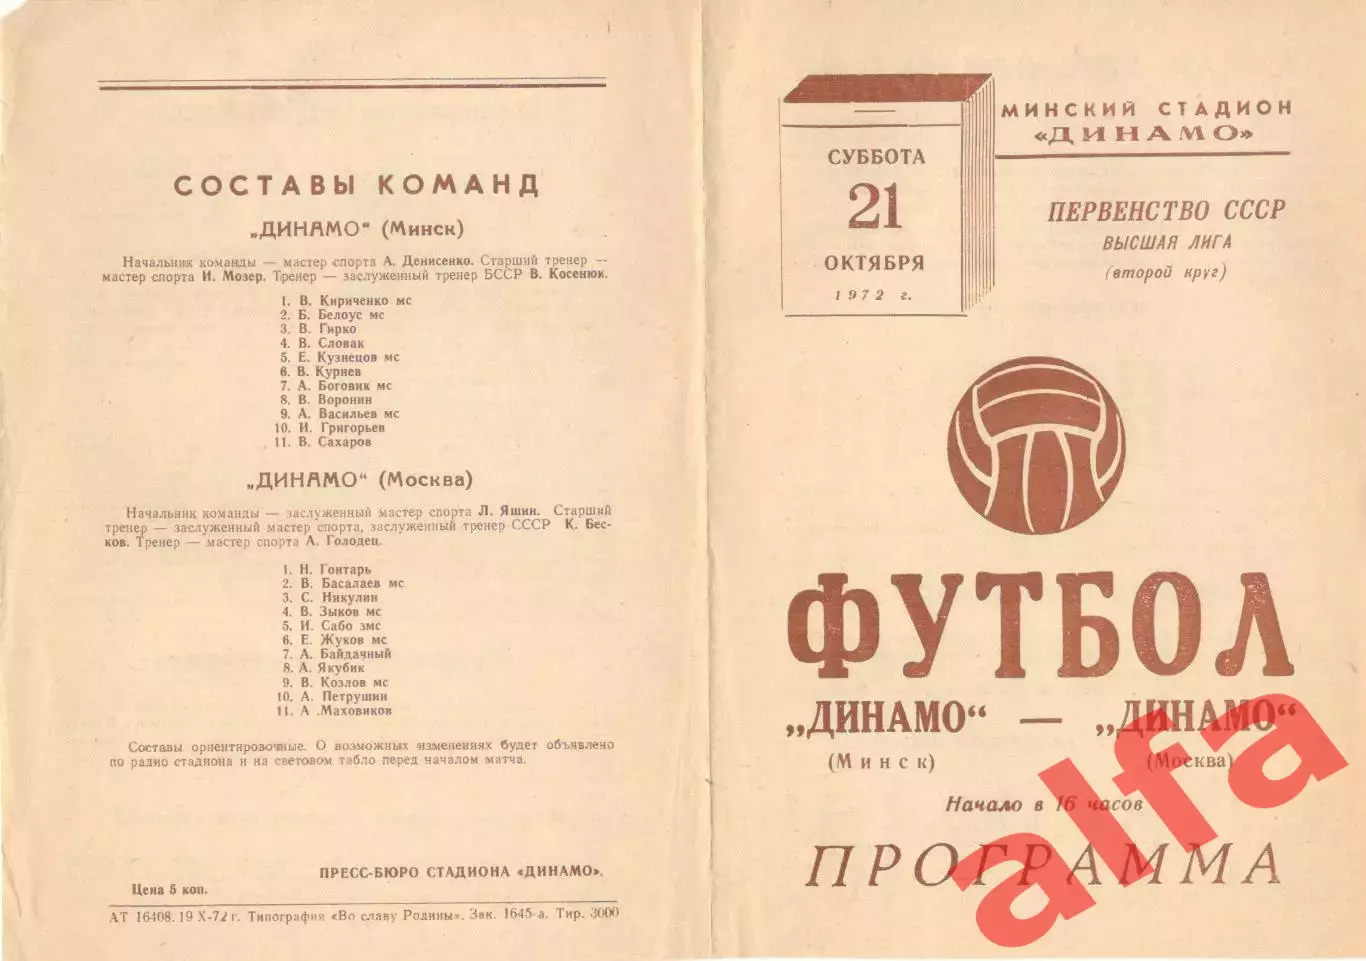 СОСТАВЫ КОМАНД
„ДИНАМО“ (Минск)
Начальник команды — мастер спорта А. Денисенко. Старший тренер —
мастер спорта И. Мозер. Тренер — заслуженный тренер БССР В. Косенюк.
1. В. Кириченко мс
2. Б. Белоус мс
3. В. Гирко
4. В. Словак
5. Е. Кузнецов мс
6. В. Курнев
7. А. Боговик мс
8. В. Воронин
9. А. Васильев мс
10. И. Григорьев
11. В. Сахаров
„ДИНАМО“ (Москва)
Начальник команды — заслуженный мастер спорта Л. Яшин. Старший
тренер — заслуженный мастер спорта, заслуженный тренер СССР К. Бес-
ков. Тренер — мастер спорта А. Голодец.
1. Н. Гонтарь
2. В. Басалаев мс
3. С. Никулин
4. В. Зыков мс
5. И. Сабо змс
6. Е. Жуков мс
7. А. Байдачный
8. А. Якубик
9. В. Козлов мс
10. А. Петрушин
11. А .Маховиков
Составы ориентировочные. О возможных изменениях будет объявлено
по радио стадиона и на световом табло перед началом матча.
ПРЕСС-БЮРО СТАДИОНА «ДИНАМО».
Цена 5 коп.
АТ 16408. 19 X-72 г. Типография «Во славу Родины». Зак. 1645-а. Тир. 3000
МИНСКИЙ СТАДИОН
«ДИНАМО»
СУББОТА
21
ОКТЯБРЯ
1972 г.
ПЕРВЕНСТВО СССР
ВЫСШАЯ ЛИГА
(второй круг)
ФУТБОЛ
„ДИНАМО“ — „ДИНАМО“
(Минск) (Москва)
Начало в 16 часов
ПРОГРАММА
alfa